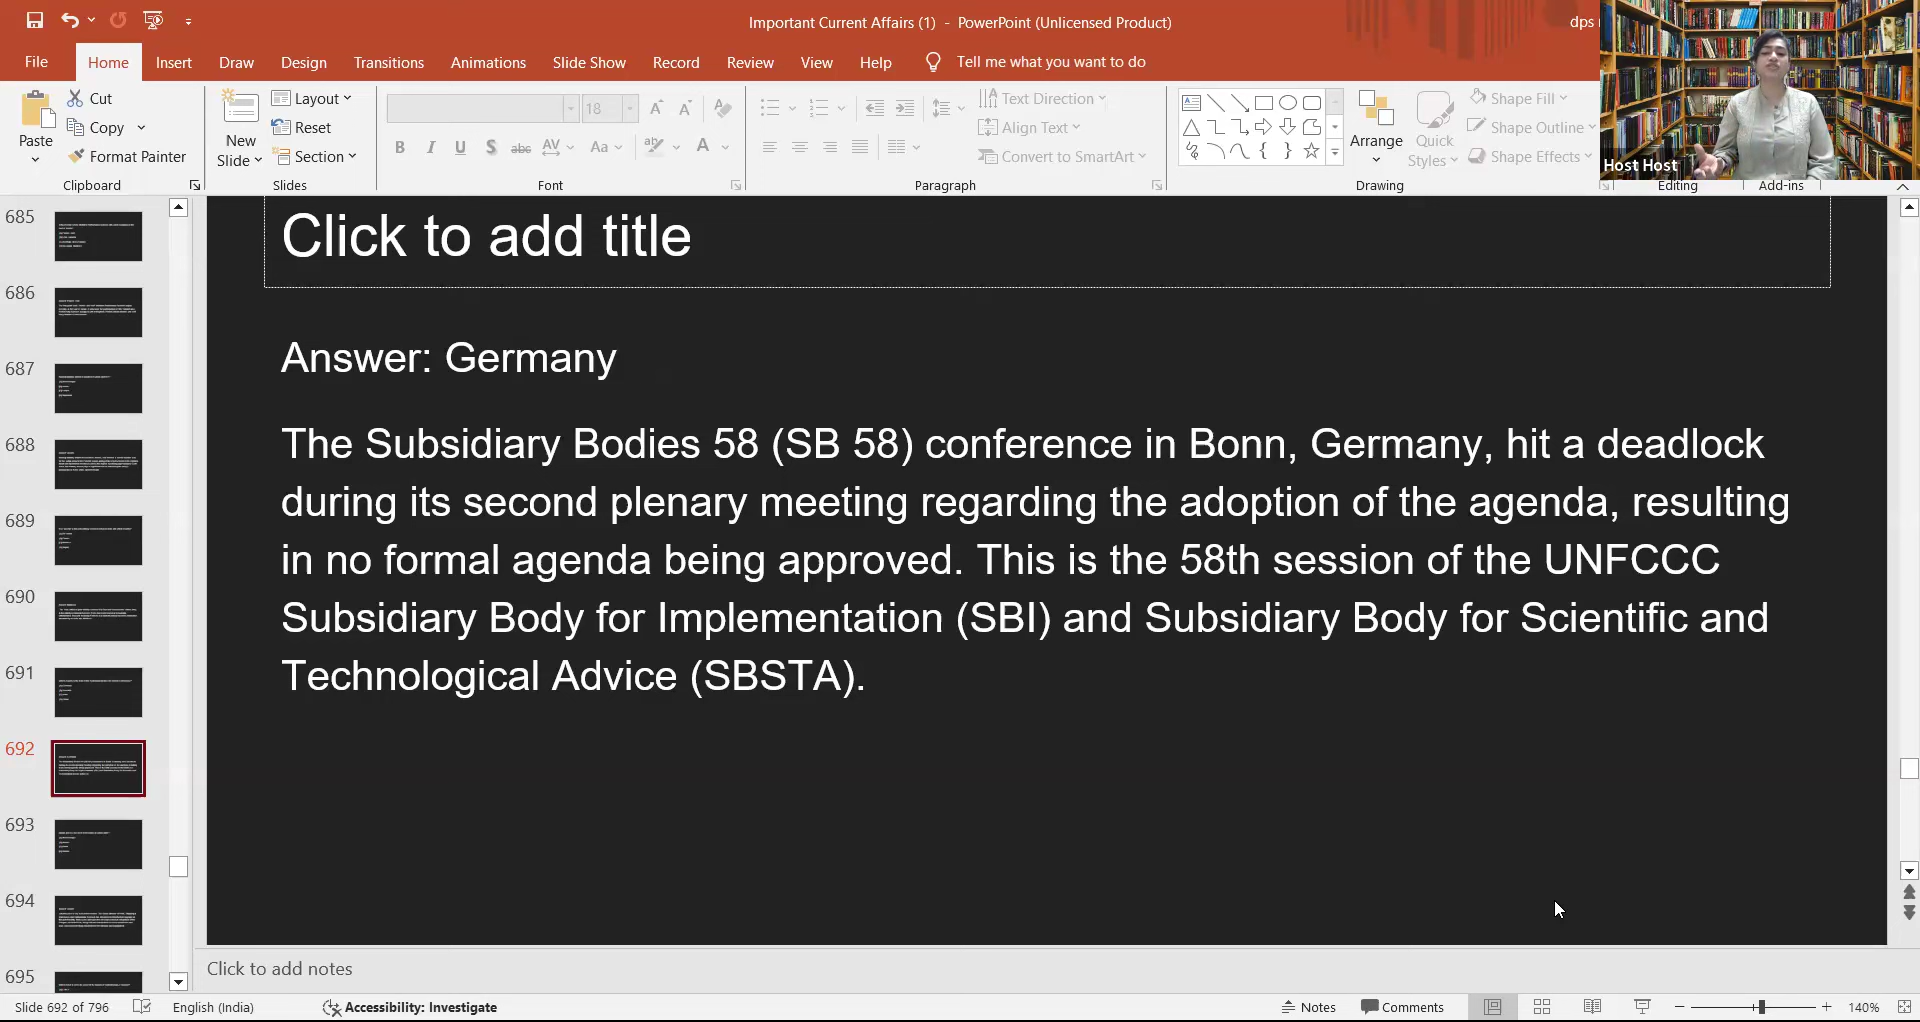 Important Current Affairs (1) - PowerPoint (Unlicensed Product)
dps
File Home Insert Draw Design Transitions Animations Slide Show Record Review View Help Tell me what you want to do
Paste
Cut
Copy
Format Painter
Clipboard
New Slide
Layout
Reset
Section
Slides
18
B I U S abc AV Aa A
Font
Text Direction
Align Text
Convert to SmartArt
Paragraph
Arrange
Quick Styles
Shape Fill
Shape Outline
Shape Effects
Drawing
Editing
Add-ins
Host Host
685
686
687
688
689
690
691
692
693
694
695
Click to add title
Answer: Germany
The Subsidiary Bodies 58 (SB 58) conference in Bonn, Germany, hit a deadlock
during its second plenary meeting regarding the adoption of the agenda, resulting
in no formal agenda being approved. This is the 58th session of the UNFCCC
Subsidiary Body for Implementation (SBI) and Subsidiary Body for Scientific and
Technological Advice (SBSTA).
Click to add notes
Slide 692 of 796 English (India) Accessibility: Investigate Notes Comments 140%